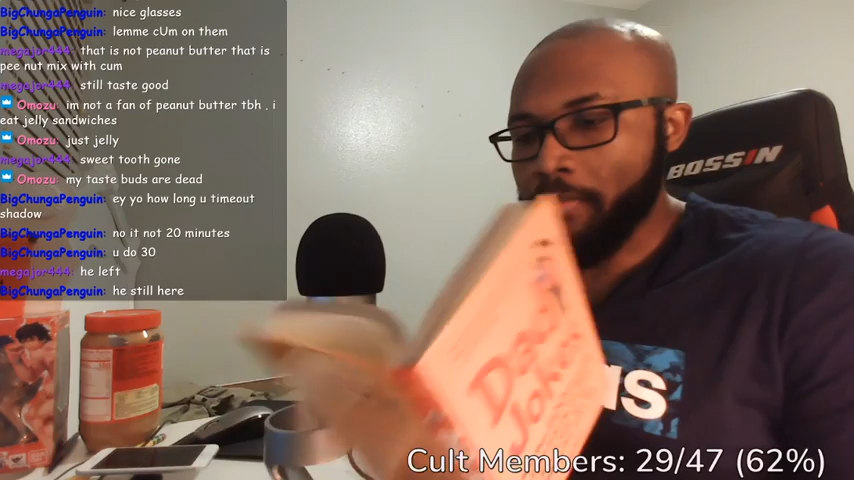 BigChungaPenguin: nice glasses
BigChungaPenguin: lemme cUm on them
megajor444: that is not peanut butter that is
pee nut mix with cum
megajor444: still taste good
Omozu: im not a fan of peanut butter tbh . i
eat jelly sandwiches
Omozu: just jelly
megajor444: sweet tooth gone
Omozu: my taste buds are dead
BigChungaPenguin: ey yo how long u timeout
shadow
BigChungaPenguin: no it not 20 minutes
BigChungaPenguin: u do 30
megajor444: he left
BigChungaPenguin: he still here
BOSSIN
Dad
Jokes
Cult Members: 29/47 (62%)